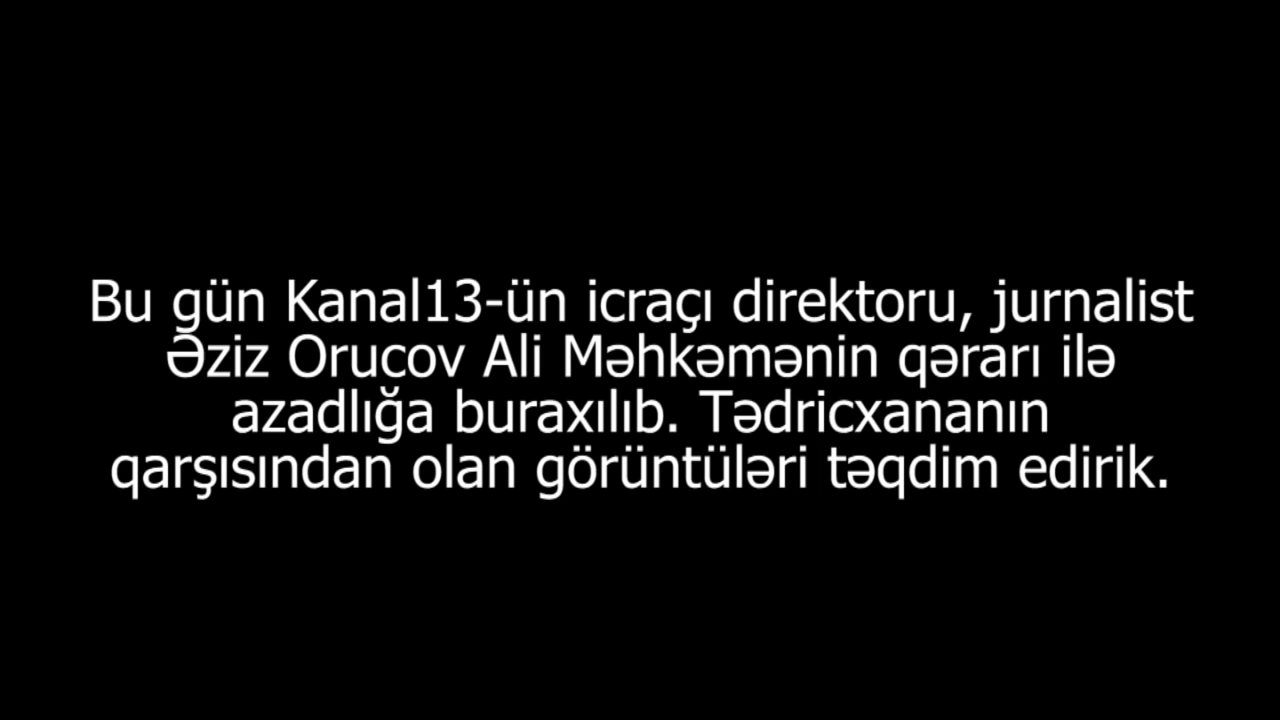 Bu gün Kanal13-ün icraçı direktoru, jurnalist
Əziz Orucov Ali Məhkəmənin qərarı ilə
azadlığa buraxılıb. Tədricxananın
qarşısından olan görüntüləri təqdim edirik.